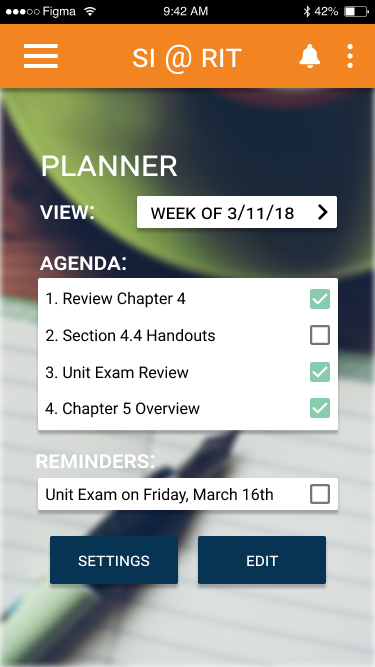 Figma 9:42 AM 42%
SI @ RIT
PLANNER
VIEW: WEEK OF 3/11/18
AGENDA:
1. Review Chapter 4
2. Section 4.4 Handouts
3. Unit Exam Review
4. Chapter 5 Overview
REMINDERS:
Unit Exam on Friday, March 16th
SETTINGS EDIT